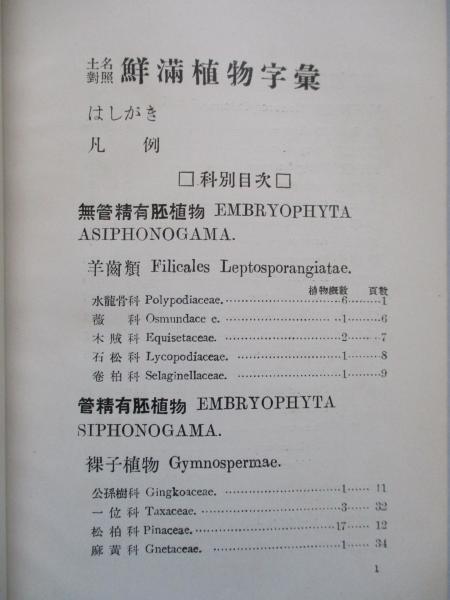 土名對照 鮮滿植物字彙
はしがき
凡 例
□科別目次□
無管精有胚植物 EMBRYOPHYTA
ASIPHONOGAMA.
羊齒類 Filicales Leptosporangiatae.
植物概數 頁數
水龍骨科 Polypodiaceae.⋯⋯6⋯⋯1
薇 科 Osmundace e.⋯⋯1⋯⋯6
木賊科 Equisetaceae.⋯⋯2⋯⋯7
石松科 Lycopodiaceae.⋯⋯1⋯⋯8
卷柏科 Selaginellaceae.⋯⋯1⋯⋯9
管精有胚植物 EMBRYOPHYTA
SIPHONOGAMA.
裸子植物 Gymnospermae.
公孫樹科 Gingkoaceae.⋯⋯1⋯⋯11
一位科 Taxaceae.⋯⋯3⋯⋯32
松柏科 Pinaceae.⋯⋯17⋯⋯12
麻黃科 Gnetaceae.⋯⋯1⋯⋯34
1